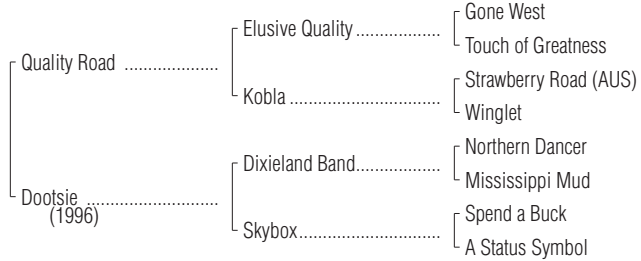 Gone West
Elusive Quality ...................
Touch of Greatness
Quality Road .....................
Strawberry Road (AUS)
Kobla ..................................
Winglet
Northern Dancer
Dixieland Band...................
Mississippi Mud
Dootsie .............................
(1996)
Spend a Buck
Skybox................................
A Status Symbol